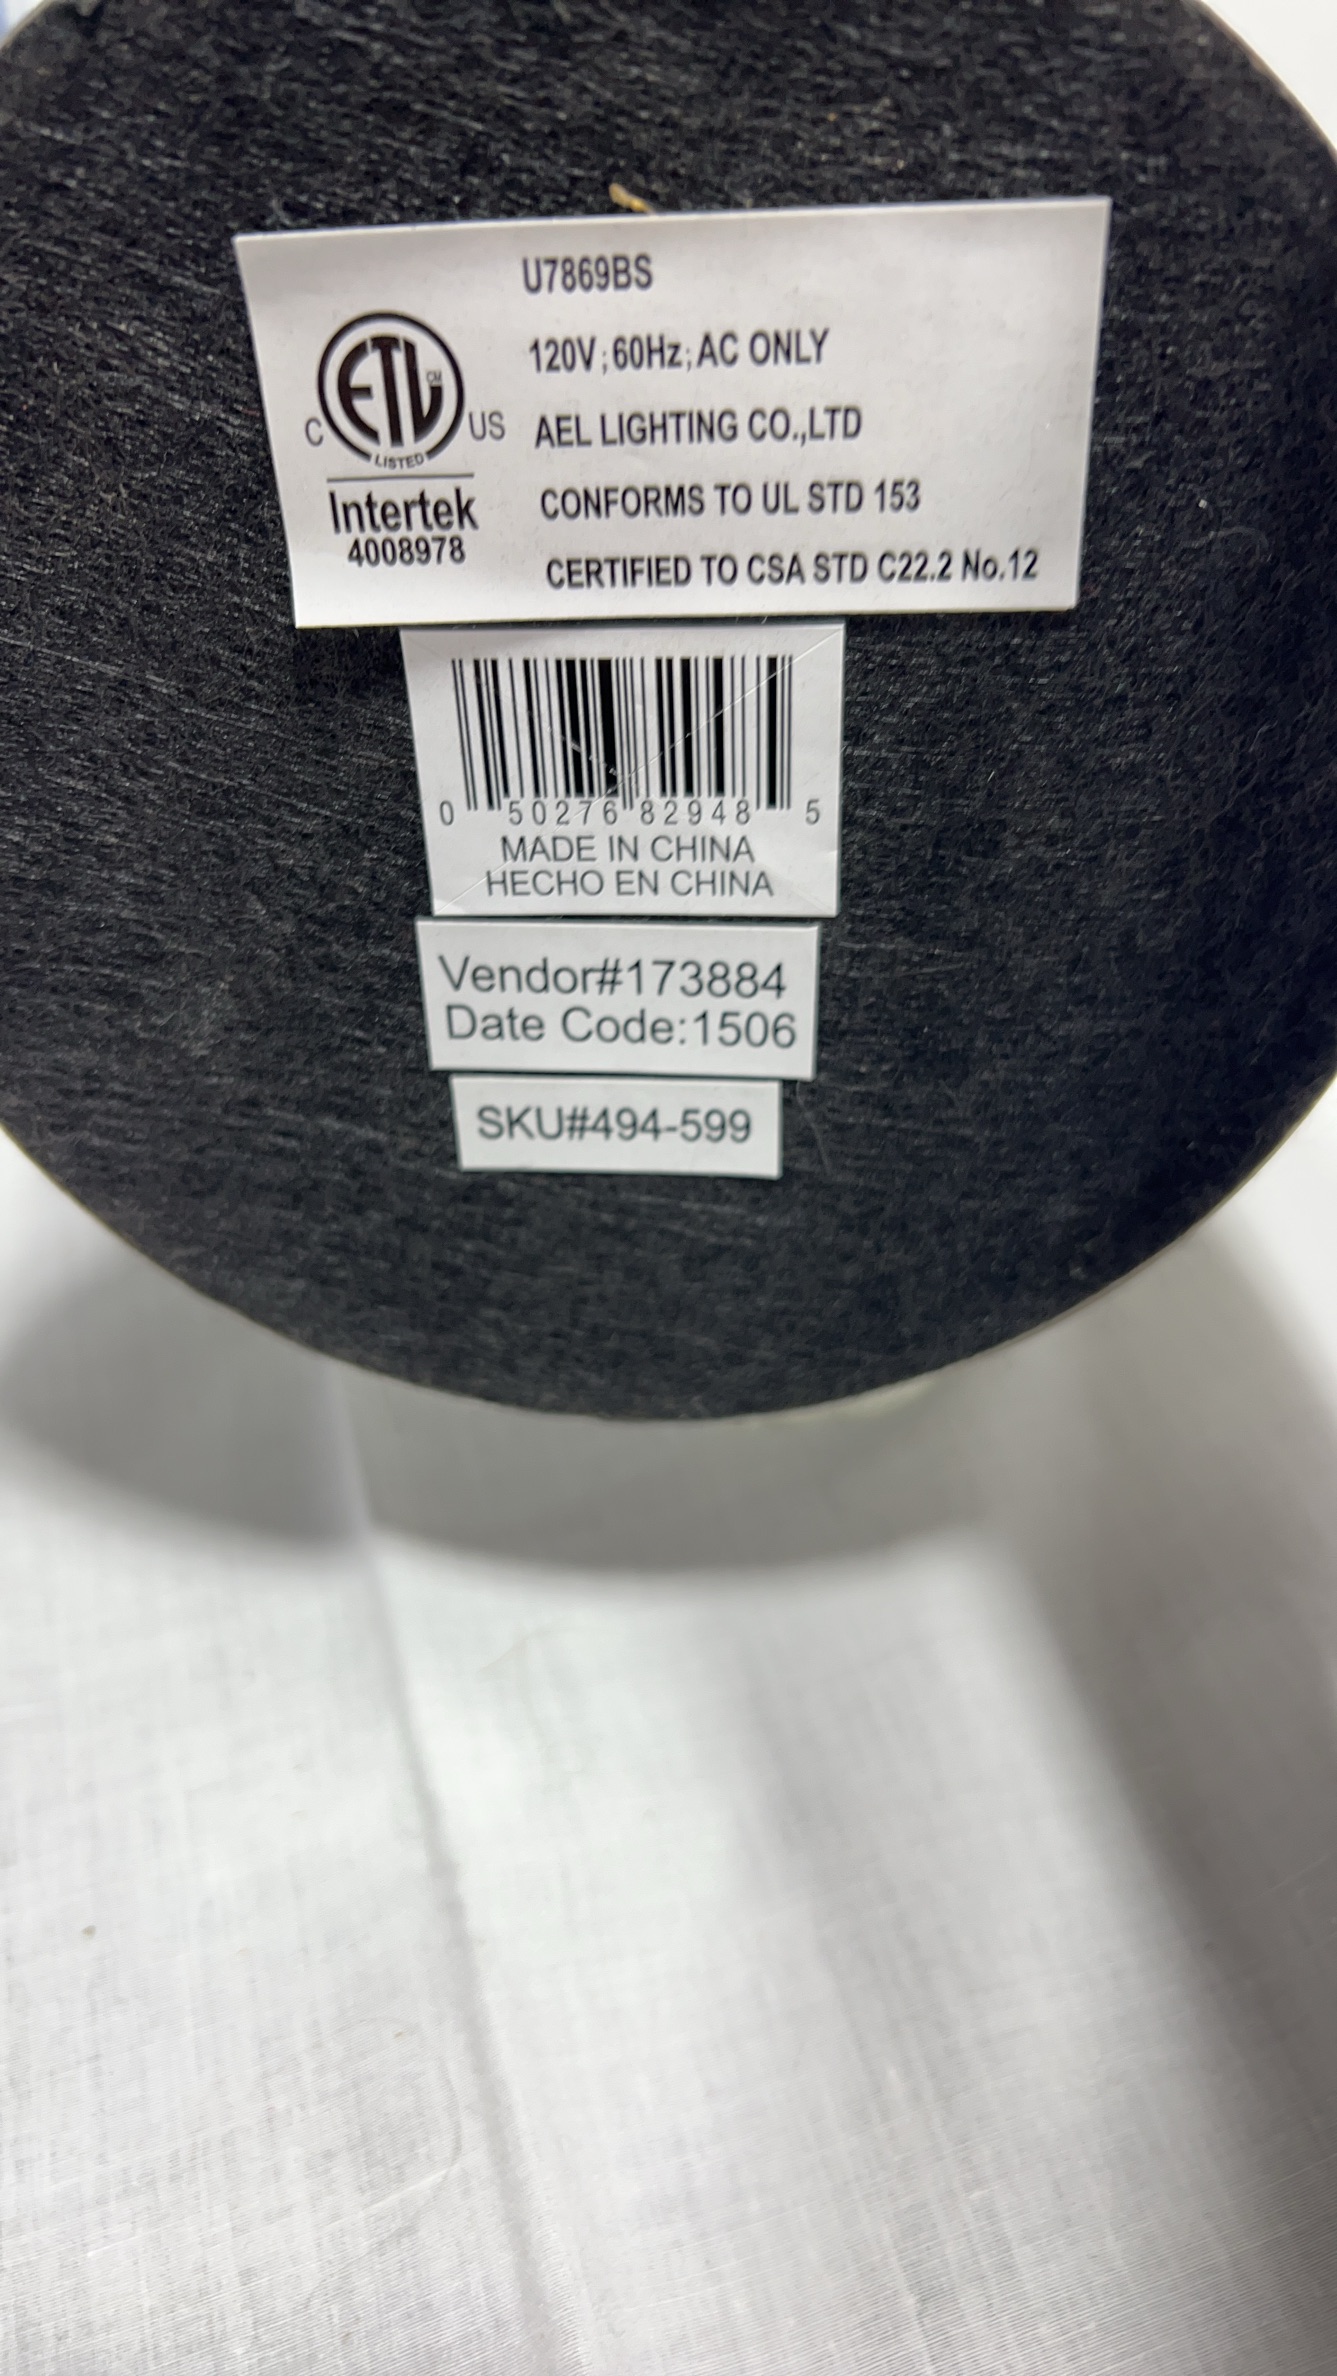 U7869BS
120V;60Hz;AC ONLY
AEL LIGHTING CO.,LTD
CONFORMS TO UL STD 153
CERTIFIED TO CSA STD C22.2 No.12
ETL CM
C US
LISTED
Intertek
4008978
0 50276 82948 5
MADE IN CHINA
HECHO EN CHINA
Vendor#173884
Date Code:1506
SKU#494-599